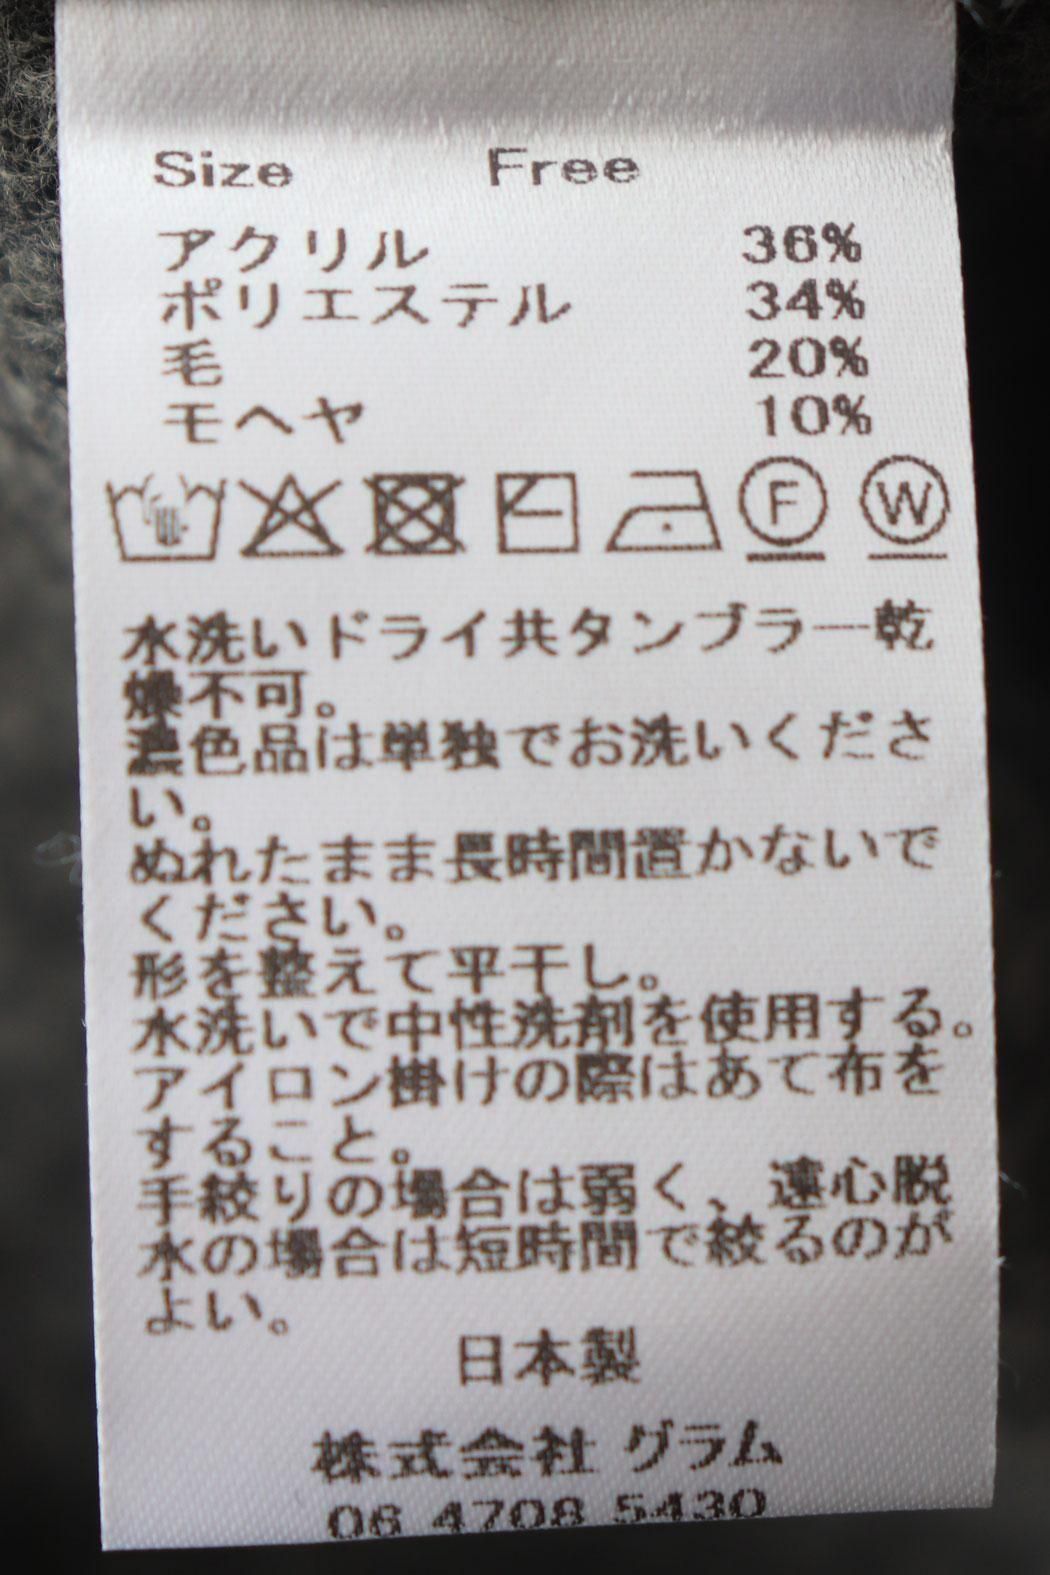 Size Free
アクリル 36%
ポリエステル 34%
毛 20%
モヘヤ 10%
F W
水洗いドライ共タンブラー乾
燥不可。
濃色品は単独でお洗いくださ
い。
ぬれたまま長時間置かないで
ください。
形を整えて平干し。
水洗いで中性洗剤を使用する。
アイロン掛けの際はあて布を
すること。
手絞りの場合は弱く、遠心脱
水の場合は短時間で絞るのが
よい。
日本製
株式会社 グラム
06 4708 5430